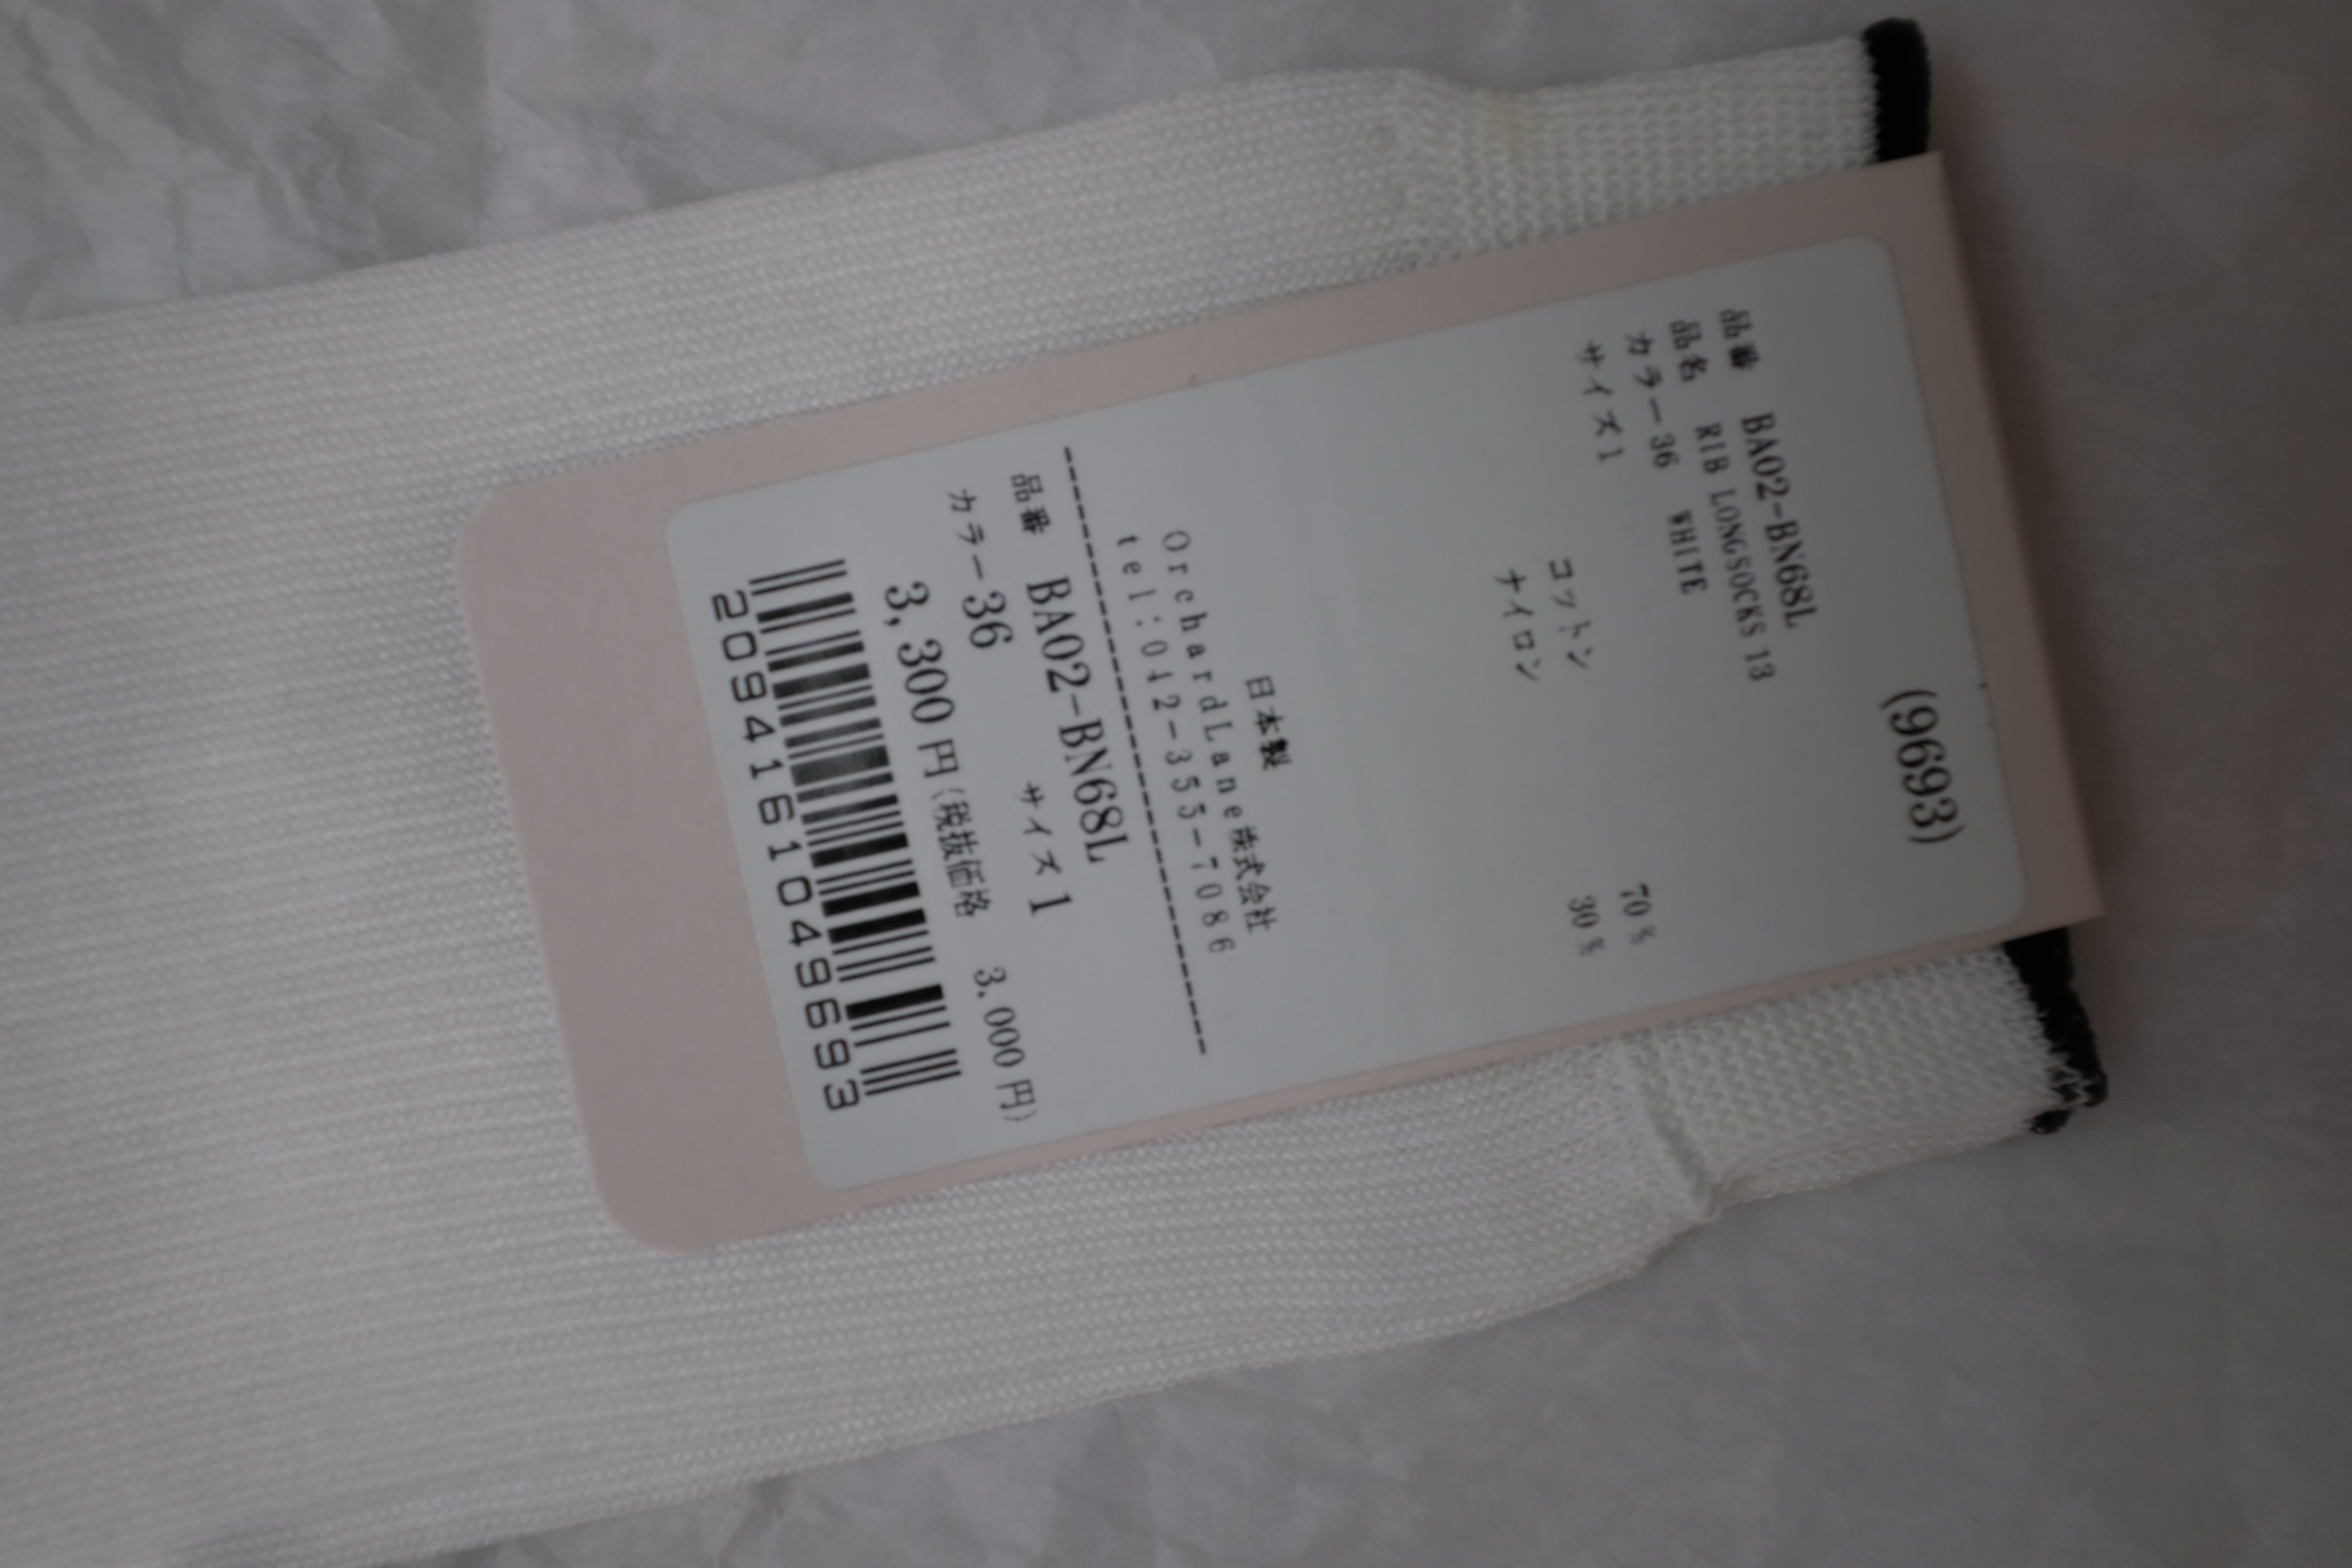 (9693)
品番 BA02-BN68L
品名 RIB LONGSOCKS 13
カラー36 WHITE
サイズ1
コットン 70%
ナイロン 30%
日本製
OrchardLane株式会社
tel:042-355-7086
品番 BA02-BN68L
カラー36 サイズ1
3,300円(税抜価格 3,000円)
2094161049693